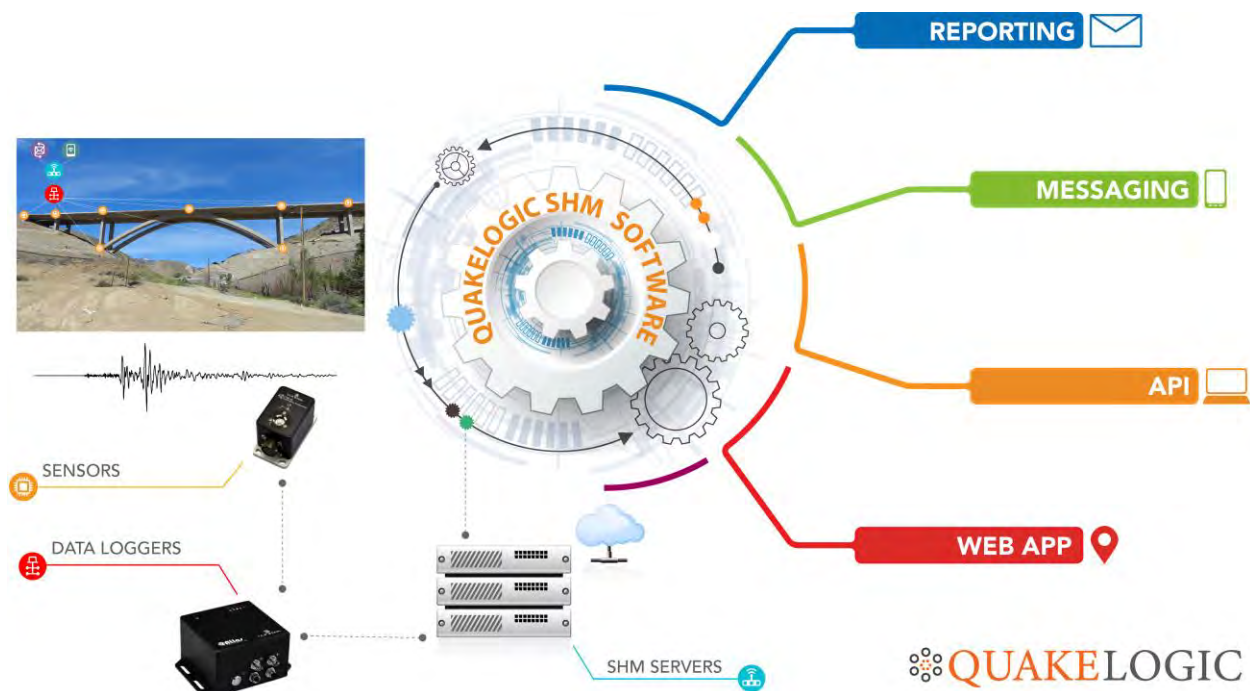 REPORTING
MESSAGING
QUAKELOGIC SHM SOFTWARE
API
SENSORS
DATA LOGGERS
WEB APP
SHM SERVERS
QUAKELOGIC